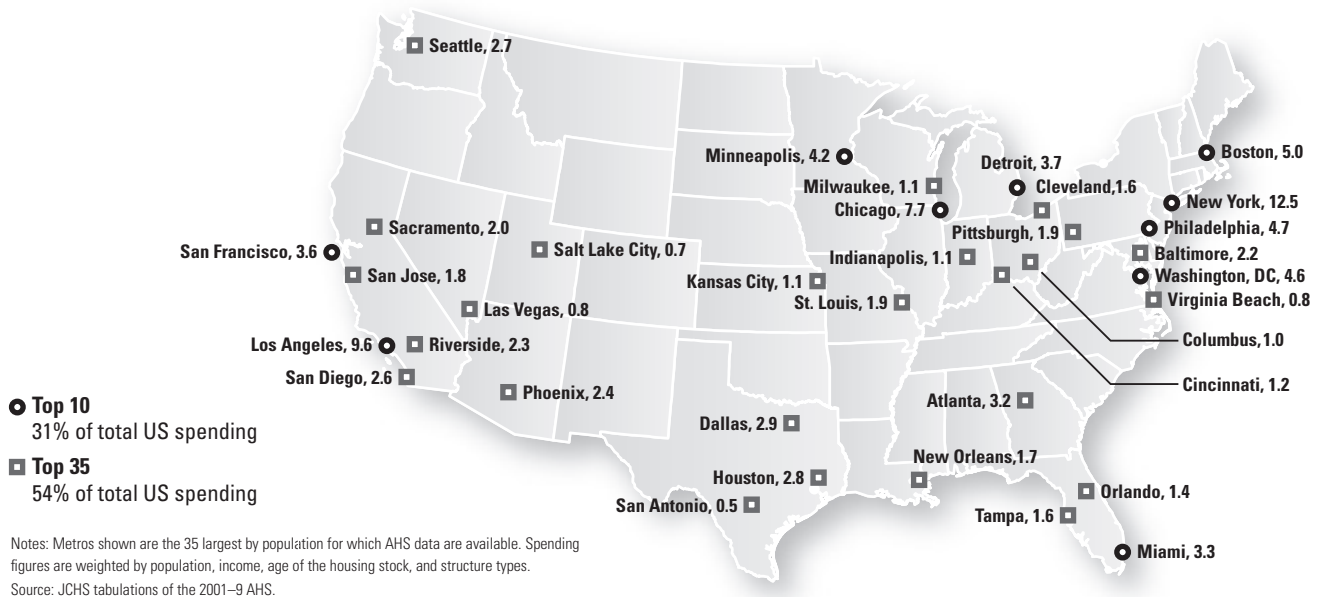 Seattle, 2.7
Minneapolis, 4.2
Boston, 5.0
Detroit, 3.7
Milwaukee, 1.1
Cleveland,1.6
Chicago, 7.7
New York, 12.5
Sacramento, 2.0
Pittsburgh, 1.9
Philadelphia, 4.7
San Francisco, 3.6
Salt Lake City, 0.7
Indianapolis, 1.1
Baltimore, 2.2
San Jose, 1.8
Kansas City, 1.1
Washington, DC, 4.6
St. Louis, 1.9
Virginia Beach, 0.8
Las Vegas, 0.8
Columbus,1.0
Los Angeles, 9.6
Riverside, 2.3
San Diego, 2.6
Cincinnati, 1.2
Phoenix, 2.4
Atlanta, 3.2
Dallas, 2.9
New Orleans,1.7
Houston, 2.8
Orlando, 1.4
San Antonio, 0.5
Tampa, 1.6
Miami, 3.3
Top 10
31% of total US spending
Top 35
54% of total US spending
Notes: Metros shown are the 35 largest by population for which AHS data are available. Spending
figures are weighted by population, income, age of the housing stock, and structure types.
Source: JCHS tabulations of the 2001–9 AHS.